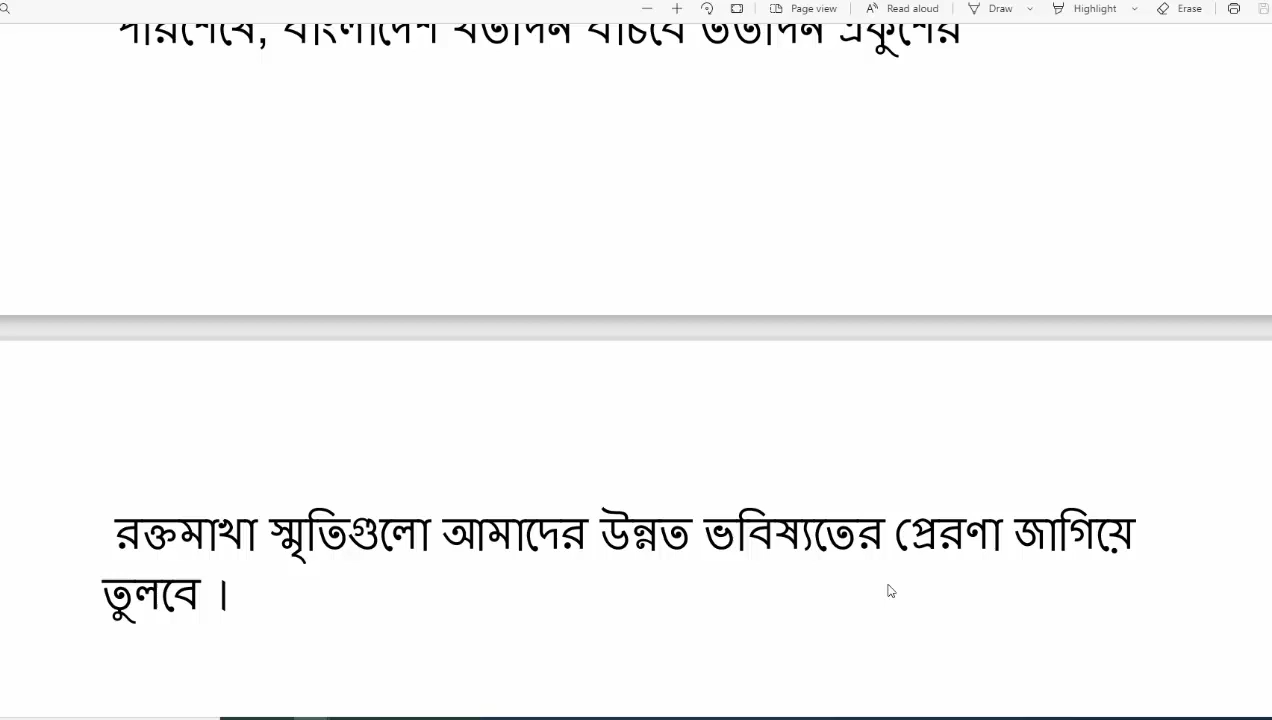 Page view
Read aloud
Draw
Highlight
Erase
পরিশেষে, বাংলাদেশ যতদিন বাঁচবে ততদিন একুশের
রক্তমাখা স্মৃতিগুলো আমাদের উন্নত ভবিষ্যতের প্রেরণা জাগিয়ে
তুলবে ।